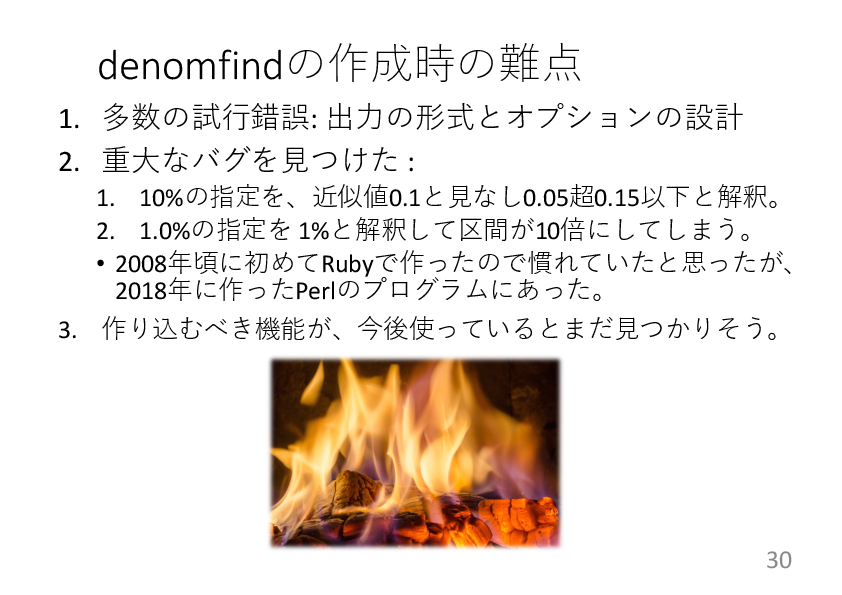 denomfindの作成時の難点
1. 多数の試行錯誤: 出力の形式とオプションの設計
2. 重大なバグを見つけた :
1. 10%の指定を、近似値0.1と見なし0.05超0.15以下と解釈。
2. 1.0%の指定を 1%と解釈して区間が10倍にしてしまう。
• 2008年頃に初めてRubyで作ったので慣れていたと思ったが、
2018年に作ったPerlのプログラムにあった。
3. 作り込むべき機能が、今後使っているとまだ見つかりそう。
30